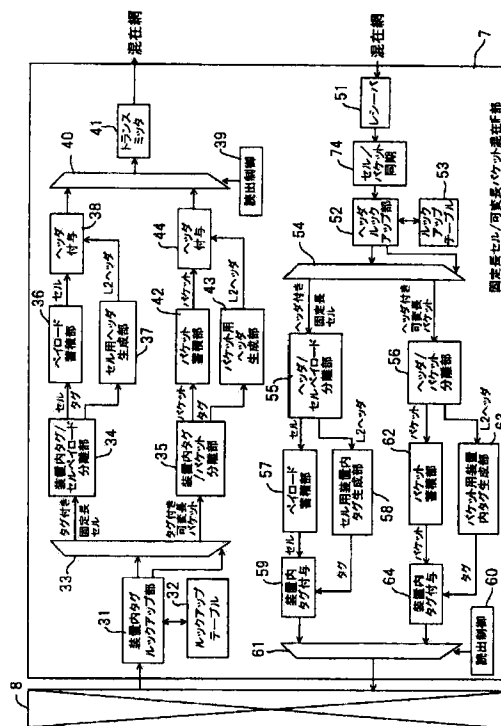 8
31
装置内タグ
ルックアップ部
32
ルックアップ
テーブル
33
タグ付き
固定長
セル
タグ付き
可変長
パケット
34
装置内タグ/
セルペイロード
分離部
セル
タグ
36
ペイロード
蓄積部
セル
37
セル用ヘッダ
生成部
L2ヘッダ
38
ヘッダ
付与
35
装置内タグ
/パケット
分離部
パケット
タグ
42
パケット
蓄積部
パケット
43
パケット用
ヘッダ
生成部
L2ヘッダ
44
ヘッダ
付与
39
読出制御
40
41
トランス
ミッタ
混在網
混在網
7
51
レシーバ
74
セル/
パケット
同期
52
ヘッダ
ルック
アップ部
53
ルック
アップ
テーブル
54
ヘッダ付き
固定長
セル
ヘッダ付き
可変長
パケット
55
ヘッダ/
セルペイロード
分離部
セル
L2ヘッダ
57
ペイロード
蓄積部
セル
58
セル用装置内
タグ生成部
タグ
59
装置内
タグ付与
56
ヘッダ/
パケット
分離部
パケット
L2ヘッダ
62
パケット
蓄積部
パケット
63
パケット用装置
内タグ生成部
タグ
64
装置内
タグ付与
60
読出制御
61
固定長セル/可変長パケット混在IF部